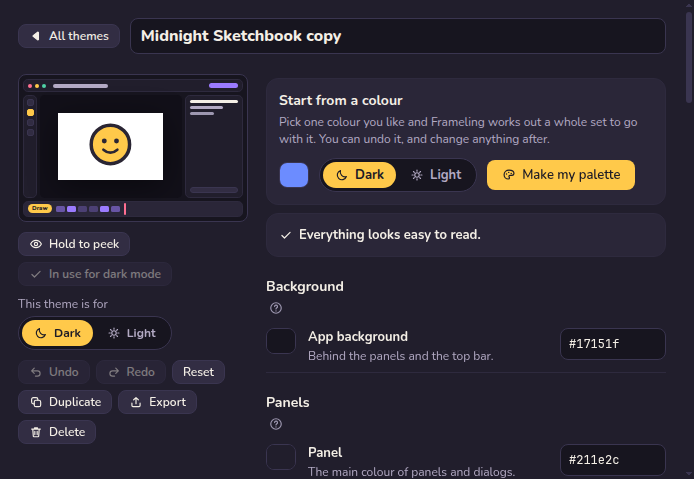 All themes
Midnight Sketchbook copy
Draw
Hold to peek
In use for dark mode
This theme is for
Dark
Light
Undo
Redo
Reset
Duplicate
Export
Delete
Start from a colour
Pick one colour you like and Frameling works out a whole set to go
with it. You can undo it, and change anything after.
Dark
Light
Make my palette
Everything looks easy to read.
Background
App background
Behind the panels and the top bar.
#17151f
Panels
Panel
The main colour of panels and dialogs.
#211e2c